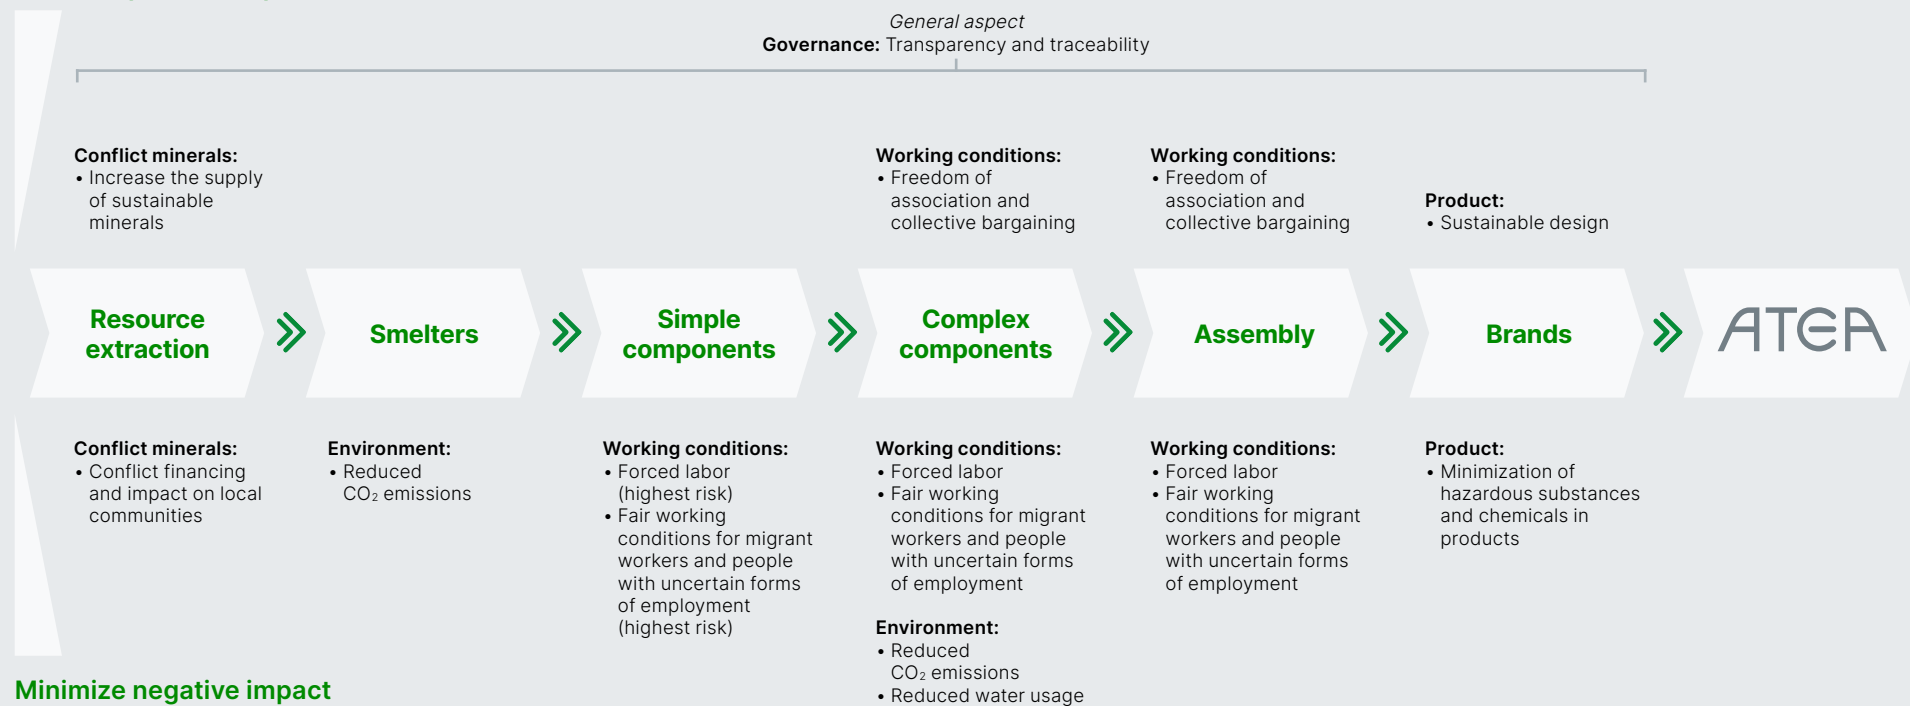 General aspect
Governance: Transparency and traceability
Conflict minerals:
• Increase the supply
of sustainable
minerals
Working conditions:
• Freedom of
association and
collective bargaining
Working conditions:
• Freedom of
association and
collective bargaining
Product:
• Sustainable design
Resource
extraction
Smelters
Simple
components
Complex
components
Assembly
Brands
ATEA
Conflict minerals:
• Conflict financing
and impact on local
communities
Environment:
• Reduced
CO₂ emissions
Working conditions:
• Forced labor
(highest risk)
• Fair working
conditions for migrant
workers and people
with uncertain forms
of employment
(highest risk)
Working conditions:
• Forced labor
• Fair working
conditions for migrant
workers and people
with uncertain forms
of employment
Environment:
• Reduced
CO₂ emissions
• Reduced water usage
Working conditions:
• Forced labor
• Fair working
conditions for migrant
workers and people
with uncertain forms
of employment
Product:
• Minimization of
hazardous substances
and chemicals in
products
Minimize negative impact